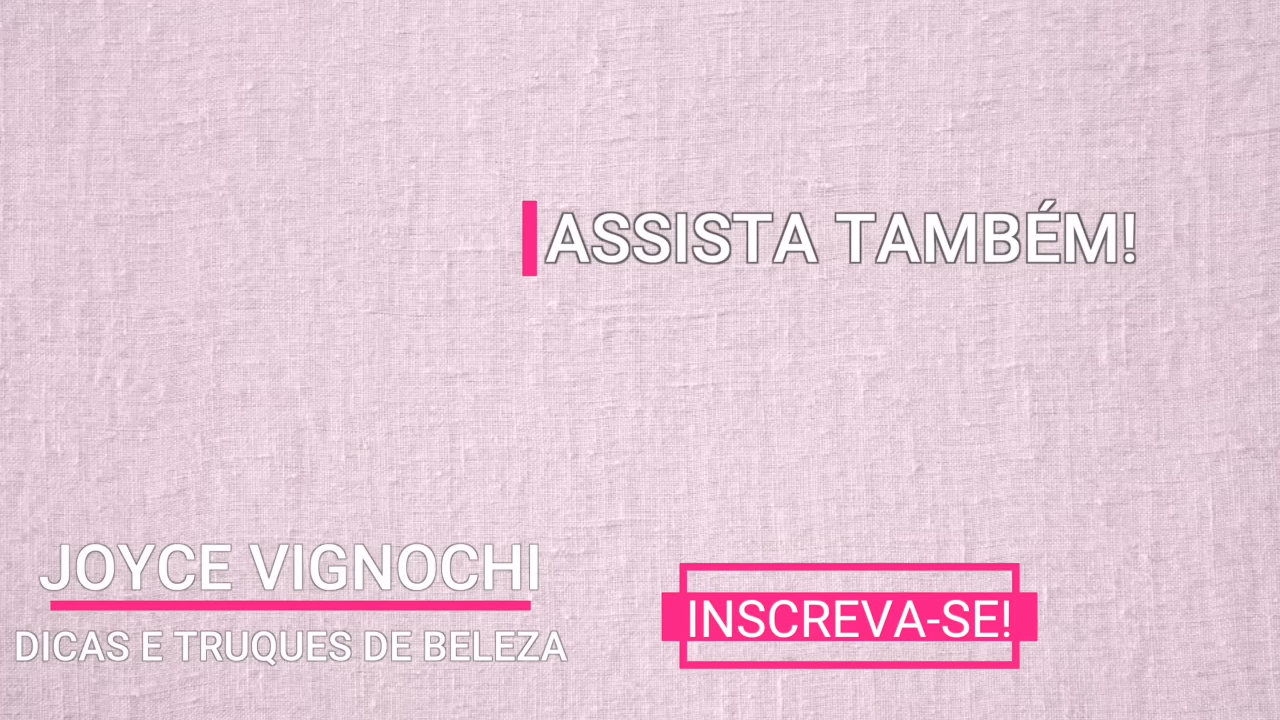 ASSISTA TAMBÉM!
JOYCE VIGNOCHI
DICAS E TRUQUES DE BELEZA
INSCREVA-SE!